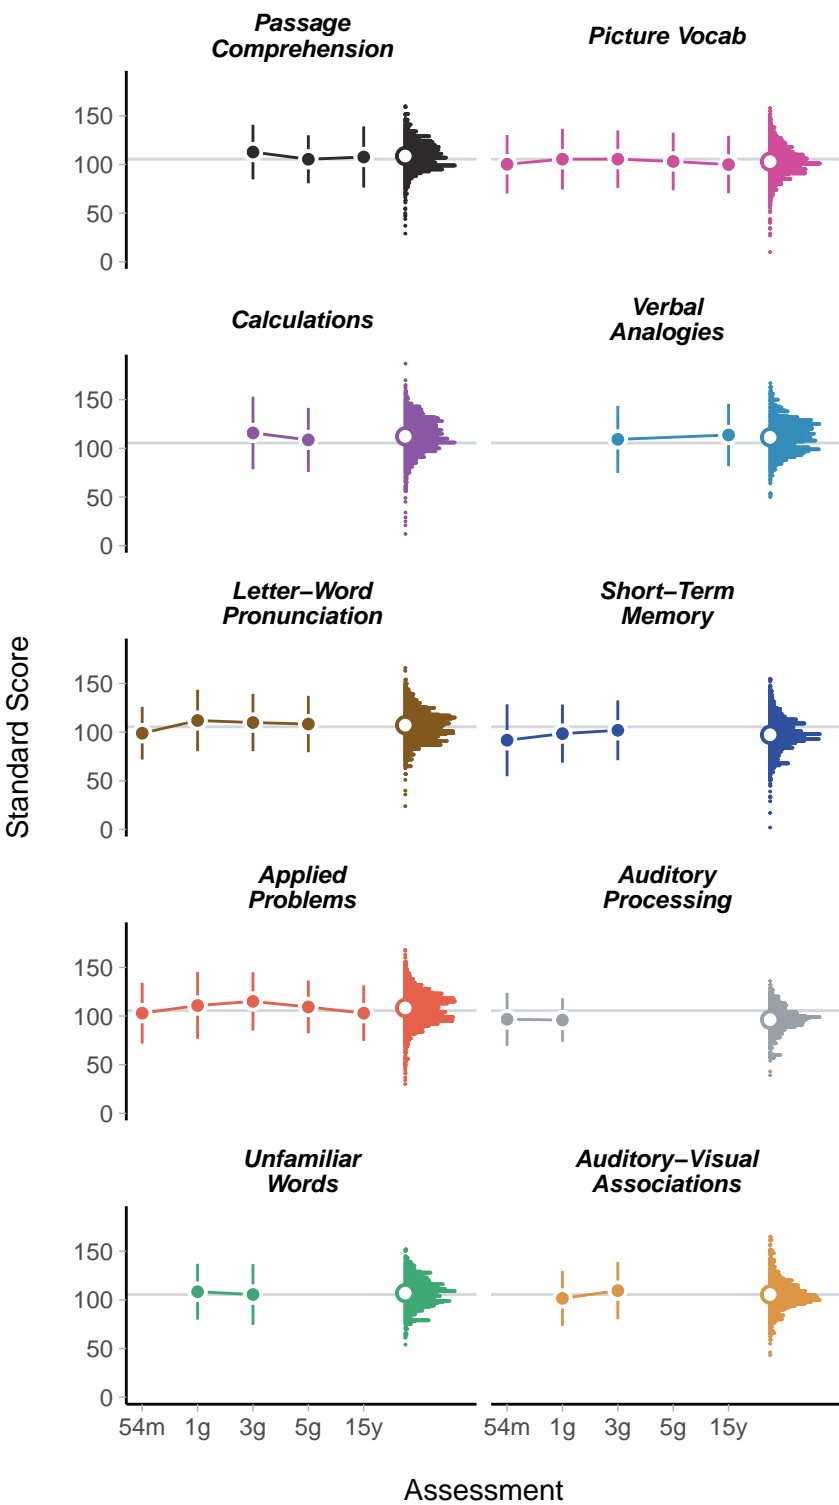 Passage
Comprehension
Picture Vocab
150
100
50
0
Calculations
Verbal
Analogies
150
100
50
0
Letter−Word
Pronunciation
Short−Term
Memory
150
100
50
0
Standard Score
Applied
Problems
Auditory
Processing
150
100
50
0
Unfamiliar
Words
Auditory−Visual
Associations
150
100
50
0
54m 1g 3g 5g 15y
54m 1g 3g 5g 15y
Assessment